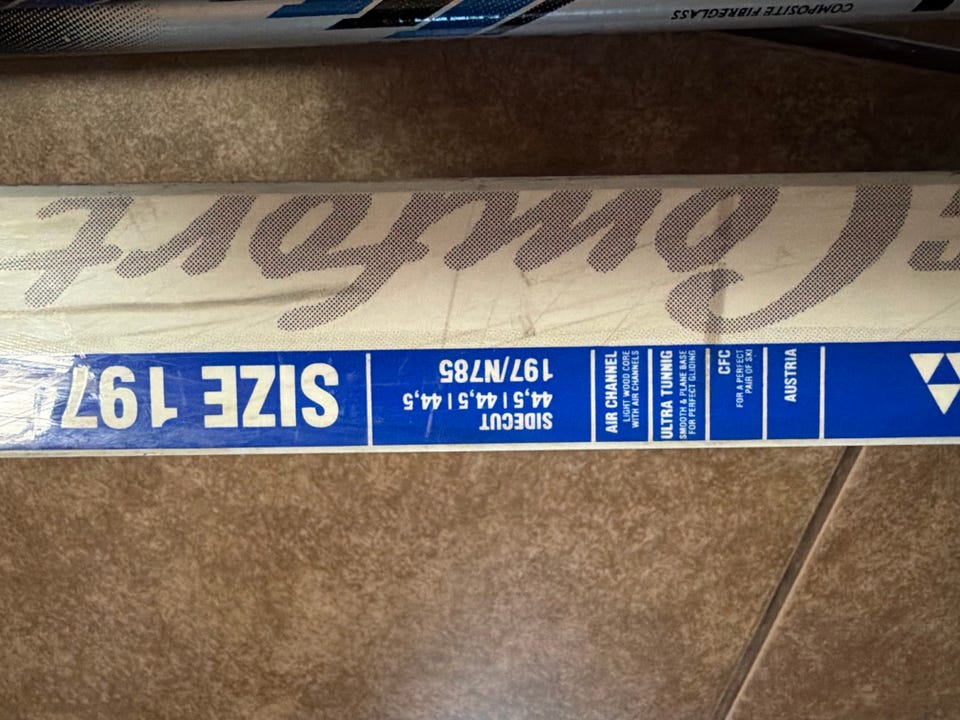 COMPOSITE FIBREGLASS
Comfort
AUSTRIA
CFC
FOR A PERFECT
PAIR OF SKI
ULTRA TUNNIG
SMOOTH & PLANE BASE
FOR PERFECT GLIDING
AIR CHANNEL
LIGHT WOOD CORE
WITH AIR CHANNELS
SIDECUT
44,5 I 44,5 I 44,5
197/N785
SIZE 197